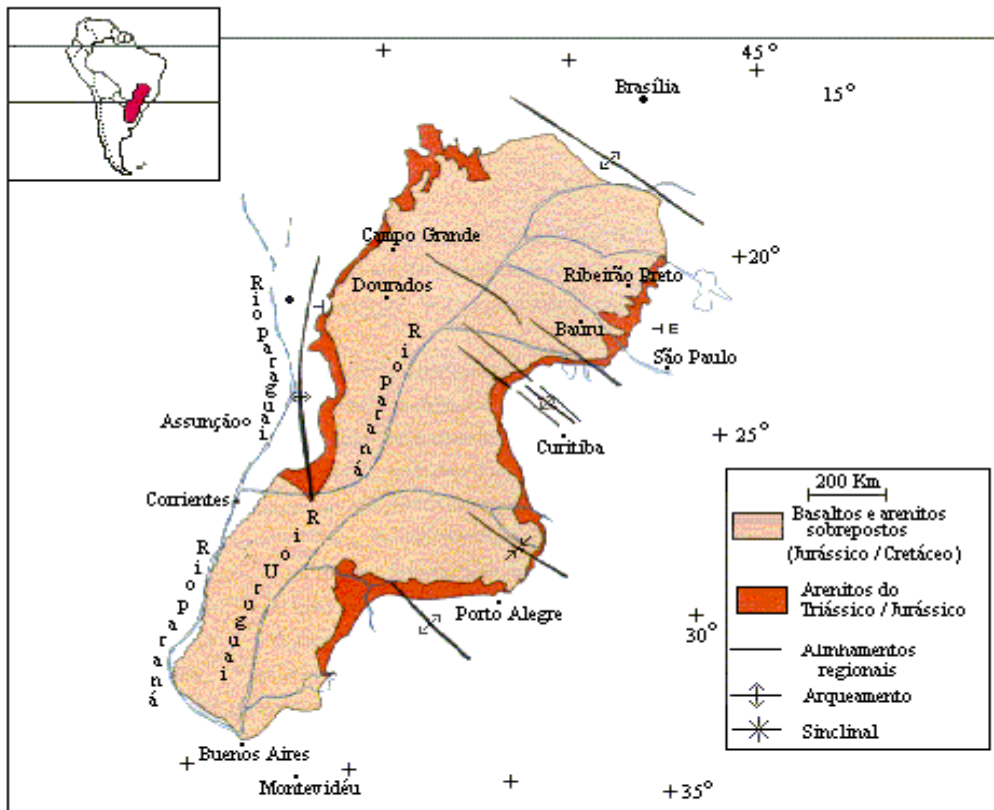 45°
15°
Brasília
20°
Campo Grande
Dourados
Ribeirão Preto
Baúru
E
São Paulo
Rio paraguai
Rio paraná
Assunção
Curitiba
25°
Corrientes
Rio Uruguai
Rio paraná
Porto Alegre
30°
Buenos Aires
Montevidéu
35°
200 Km
Basaltos e arenitos
sobrepostos
(Jurássico / Cretáceo)
Arenitos do
Triássico / Jurássico
Alinhamentos
regionais
Arqueamento
Sinclinal